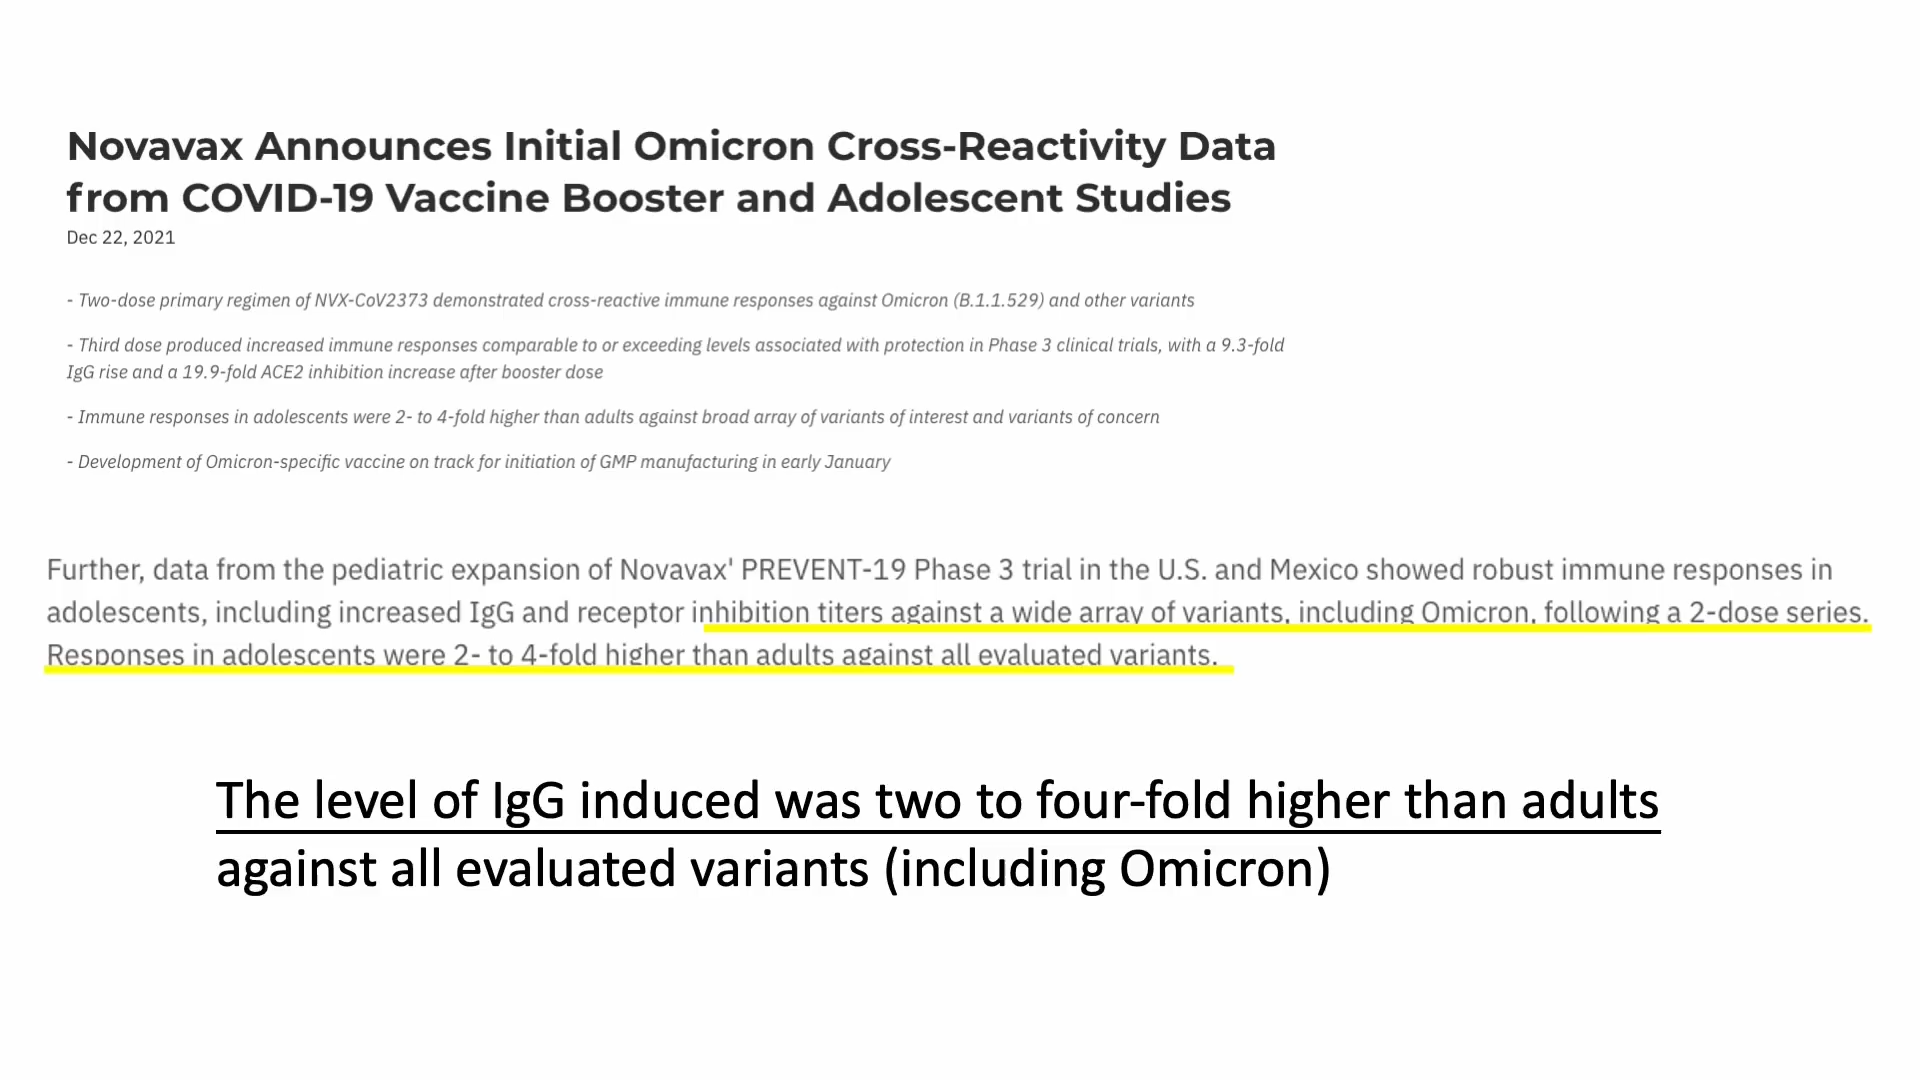 Novavax Announces Initial Omicron Cross-Reactivity Data
from COVID-19 Vaccine Booster and Adolescent Studies
Dec 22, 2021
- Two-dose primary regimen of NVX-CoV2373 demonstrated cross-reactive immune responses against Omicron (B.1.1.529) and other variants
- Third dose produced increased immune responses comparable to or exceeding levels associated with protection in Phase 3 clinical trials, with a 9.3-fold
IgG rise and a 19.9-fold ACE2 inhibition increase after booster dose
- Immune responses in adolescents were 2- to 4-fold higher than adults against broad array of variants of interest and variants of concern
- Development of Omicron-specific vaccine on track for initiation of GMP manufacturing in early January
Further, data from the pediatric expansion of Novavax' PREVENT-19 Phase 3 trial in the U.S. and Mexico showed robust immune responses in
adolescents, including increased IgG and receptor inhibition titers against a wide array of variants, including Omicron, following a 2-dose series.
Responses in adolescents were 2- to 4-fold higher than adults against all evaluated variants.
The level of IgG induced was two to four-fold higher than adults
against all evaluated variants (including Omicron)